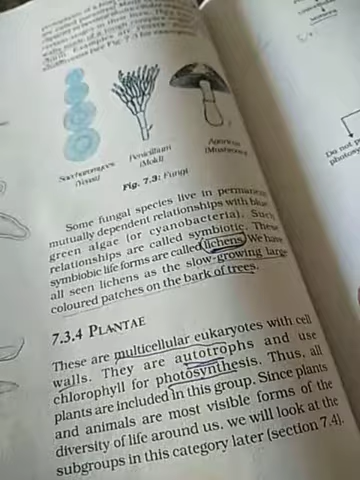 Saccharomyces
(Yeast)
Penicillium
(Mold)
Agaricus
(Mushroom)
Fig. 7.3: Fungi
Some fungal species live in permanent
mutually dependent relationships with blue
green algae (or cyanobacteria). Such
relationships are called symbiotic. These
symbiobic life forms are called lichens. We have
all seen lichens as the slow-growing large
coloured patches on the bark of trees.
7.3.4 PLANTAE
These are multicellular eukaryotes with cell
walls. They are autotrophs and use
chlorophyll for photosynthesis. Thus, all
plants are included in this group. Since plants
and animals are most visible forms of the
diversity of life around us, we will look at the
subgroups in this category later (section 7.4).
Do not